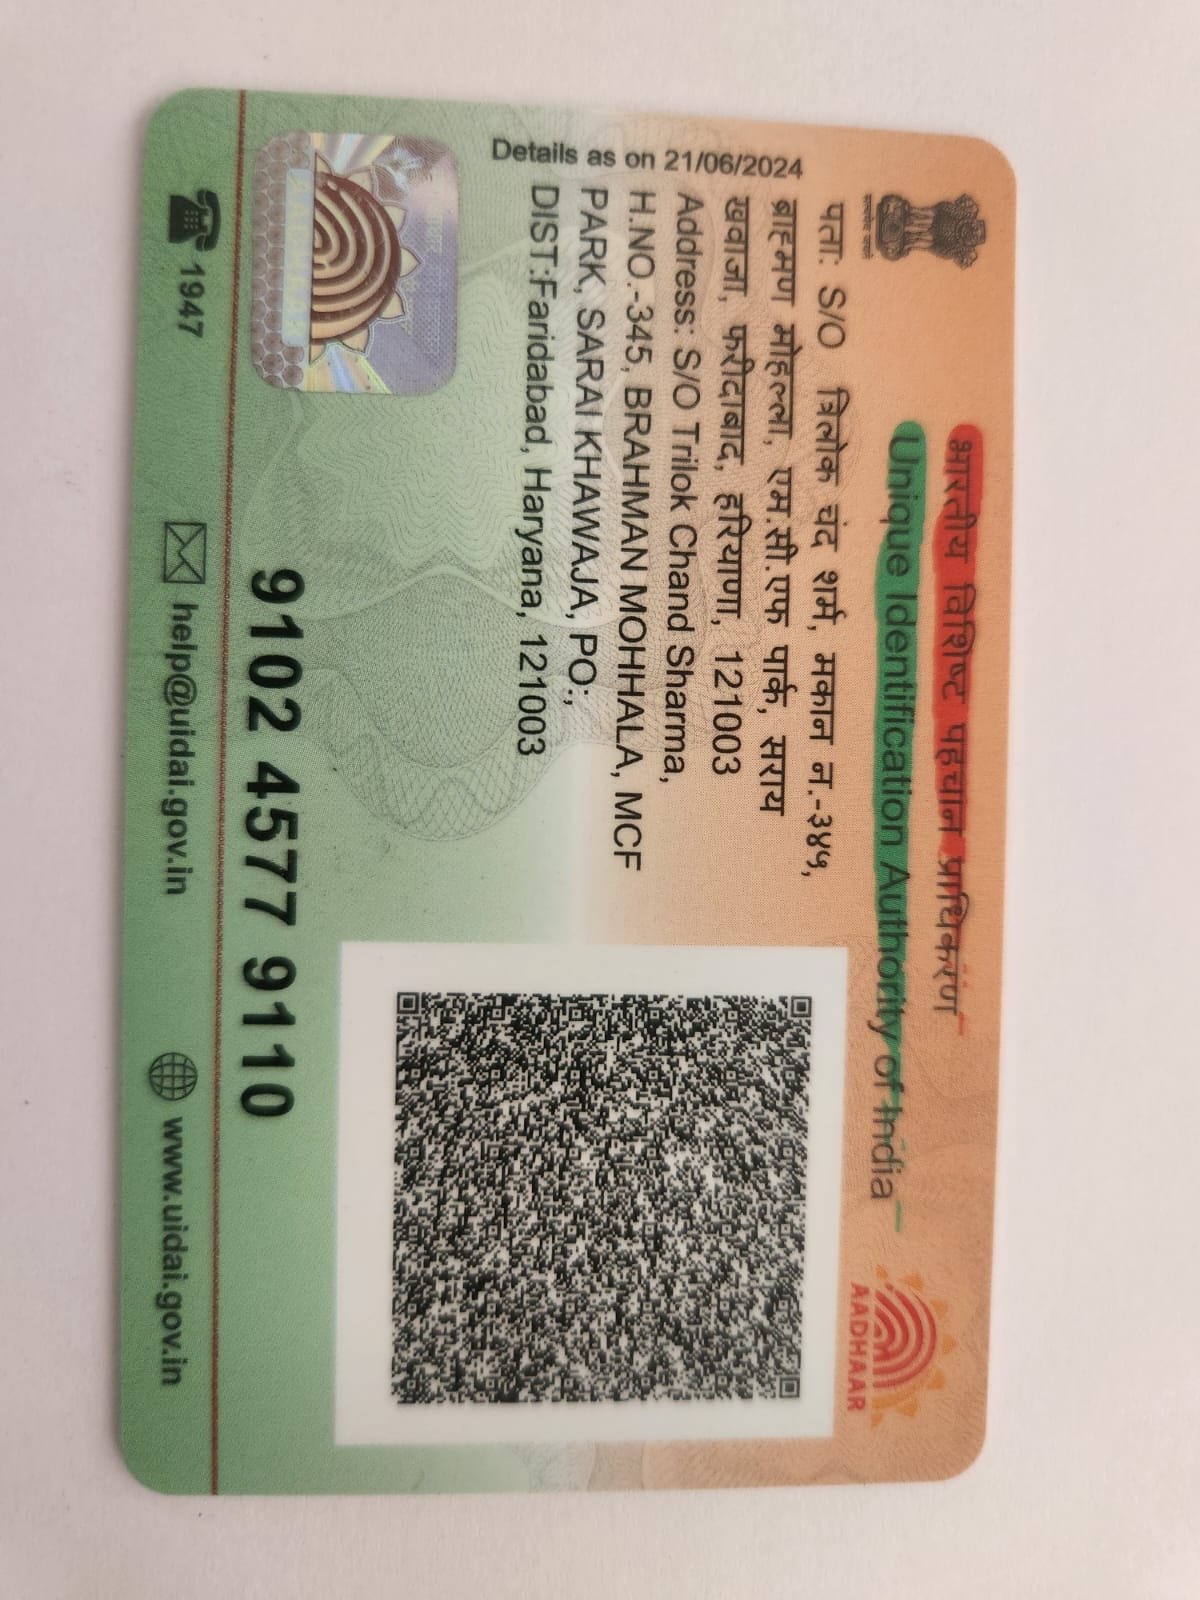 भारतीय विशिष्ट पहचान प्राधिकरण
Unique Identification Authority of India
AADHAAR
Details as on 21/06/2024
पता: S/O त्रिलोक चंद शर्म, मकान न.-३४५,
ब्राहमण मोहल्ला, एम.सी.एफ पार्क, सराय
खवाजा, फरीदाबाद, हरियाणा, 121003
Address: S/O Trilok Chand Sharma,
H.NO.-345, BRAHMAN MOHHALA, MCF
PARK, SARAI KHAWAJA, PO:,
DIST:Faridabad, Haryana, 121003
9102 4577 9110
1947
help@uidai.gov.in
www.uidai.gov.in